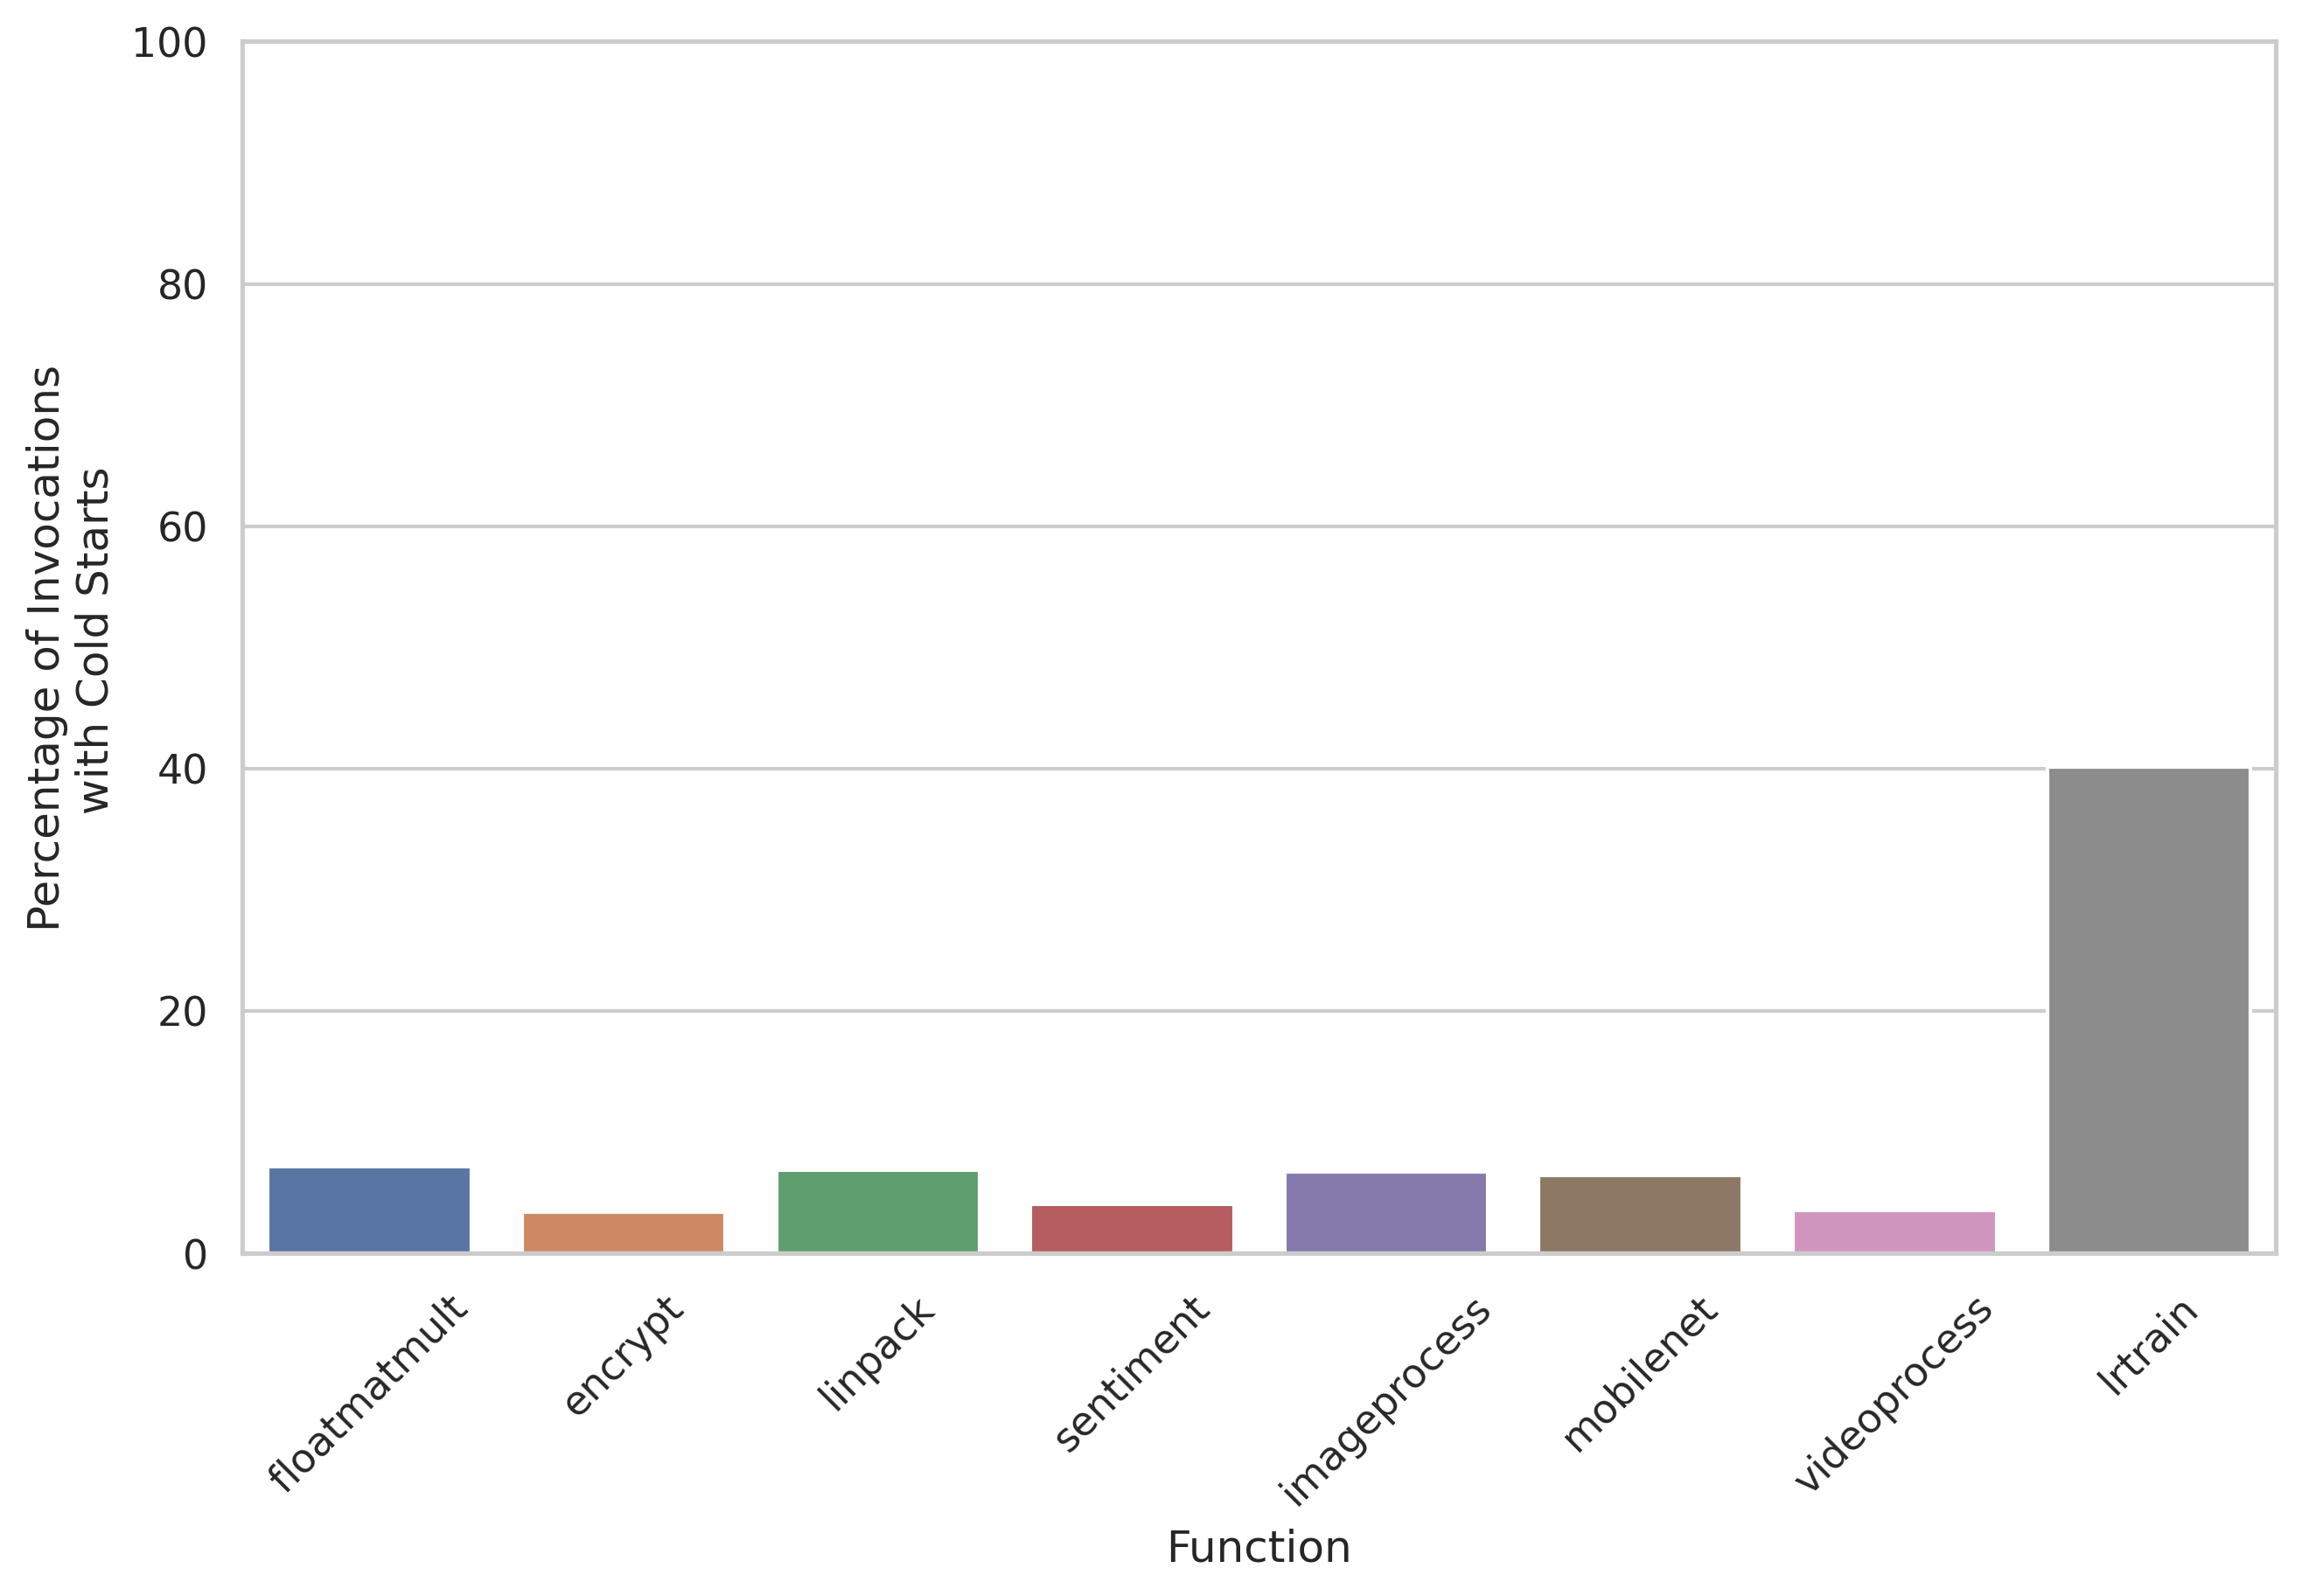 Percentage of Invocations
with Cold Starts
100
80
60
40
20
0
floatmatmult
encrypt
linpack
sentiment
imageprocess
mobilenet
videoprocess
lrtrain
Function